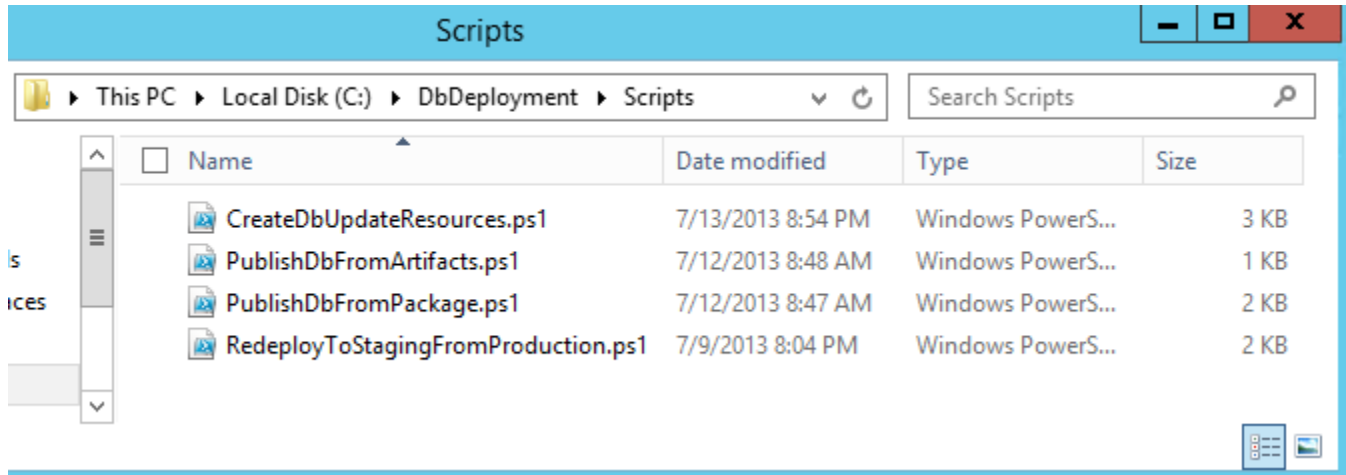 Scripts
This PC Local Disk (C:) DbDeployment Scripts Search Scripts
Name Date modified Type Size
CreateDbUpdateResources.ps1 7/13/2013 8:54 PM Windows PowerS... 3 KB
PublishDbFromArtifacts.ps1 7/12/2013 8:48 AM Windows PowerS... 1 KB
PublishDbFromPackage.ps1 7/12/2013 8:47 AM Windows PowerS... 2 KB
RedeployToStagingFromProduction.ps1 7/9/2013 8:04 PM Windows PowerS... 2 KB